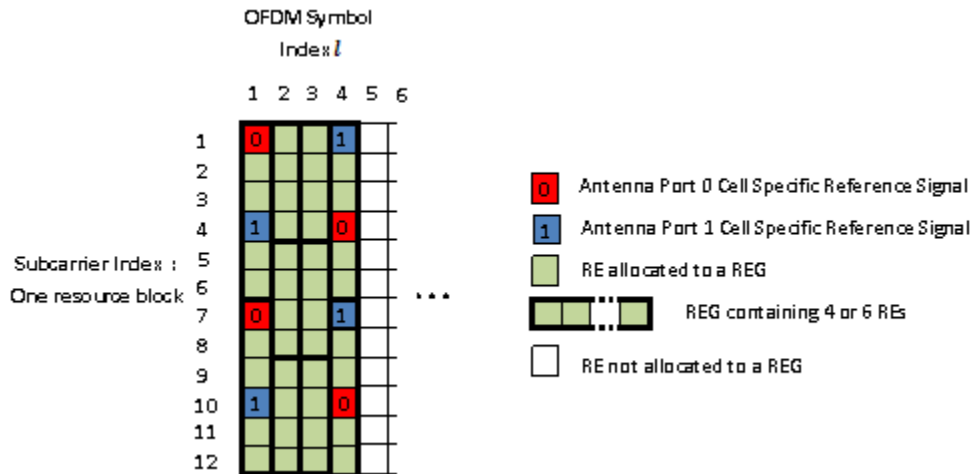 OFDM Symbol
Index l
1 2 3 4 5 6
1 0 1
2
3
4 1 0
5
6
7 0 1
8
9
10 1 0
11
12
Subcarrier Index :
One resource block
...
0 Antenna Port 0 Cell Specific Reference Signal
1 Antenna Port 1 Cell Specific Reference Signal
RE allocated to a REG
REG containing 4 or 6 REs
RE not allocated to a REG